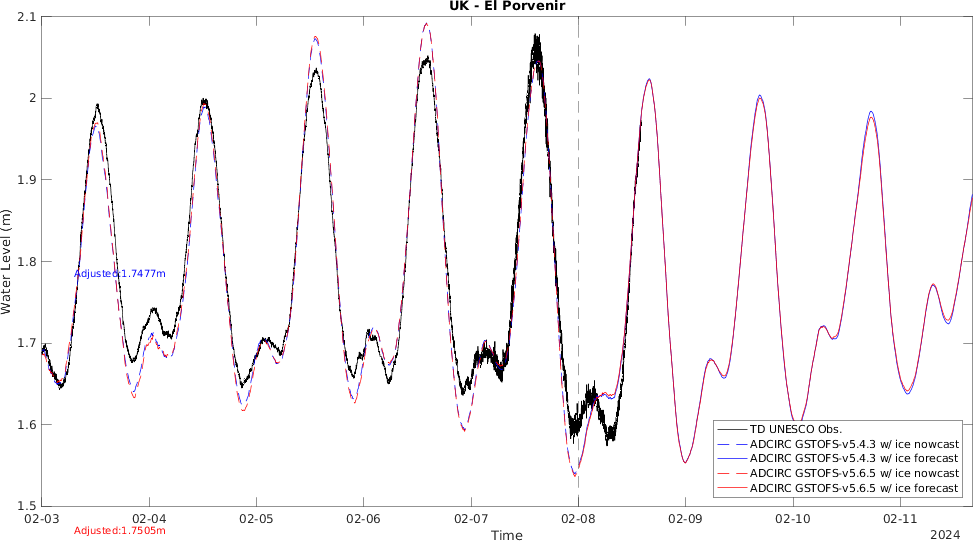 UK - El Porvenir
2.1
2
1.9
1.8
1.7
1.6
1.5
Water Level (m)
Adjusted:1.7477m
TD UNESCO Obs.
ADCIRC GSTOFS-v5.4.3 w/ ice nowcast
ADCIRC GSTOFS-v5.4.3 w/ ice forecast
ADCIRC GSTOFS-v5.6.5 w/ ice nowcast
ADCIRC GSTOFS-v5.6.5 w/ ice forecast
02-03 02-04 02-05 02-06 02-07 02-08 02-09 02-10 02-11
Adjusted:1.7505m
Time
2024